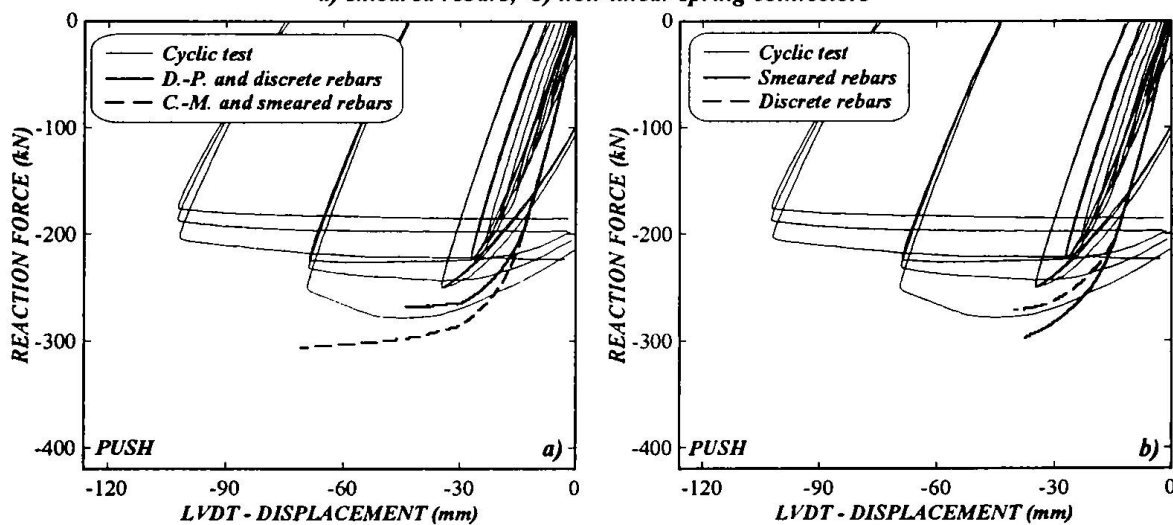 a) smeared rebars; b) non-linear spring connectors
0
-100
-200
-300
-400
REACTION FORCE (kN)
Cyclic test
D.-P. and discrete rebars
C.-M. and smeared rebars
PUSH
a)
-120 -90 -60 -30 0
LVDT - DISPLACEMENT (mm)
0
-100
-200
-300
-400
REACTION FORCE (kN)
Cyclic test
Smeared rebars
Discrete rebars
PUSH
b)
-120 -90 -60 -30 0
LVDT - DISPLACEMENT (mm)